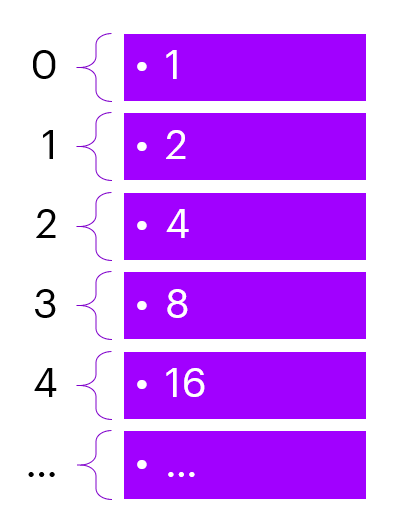 0 • 1
1 • 2
2 • 4
3 • 8
4 • 16
... • ...